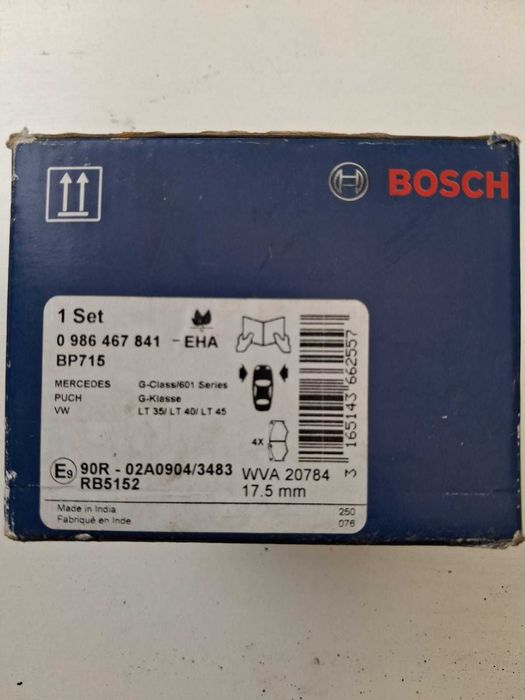 BOSCH
1 Set
0 986 467 841 - EHA
BP715
MERCEDES G-Class/601 Series
PUCH G-Klasse
VW LT 35/ LT 40/ LT 45
4X
3 165143 662557
E9 90R - 02A0904/3483
RB5152
WVA 20784
17.5 mm
Made in India
Fabriqué en Inde
250
076